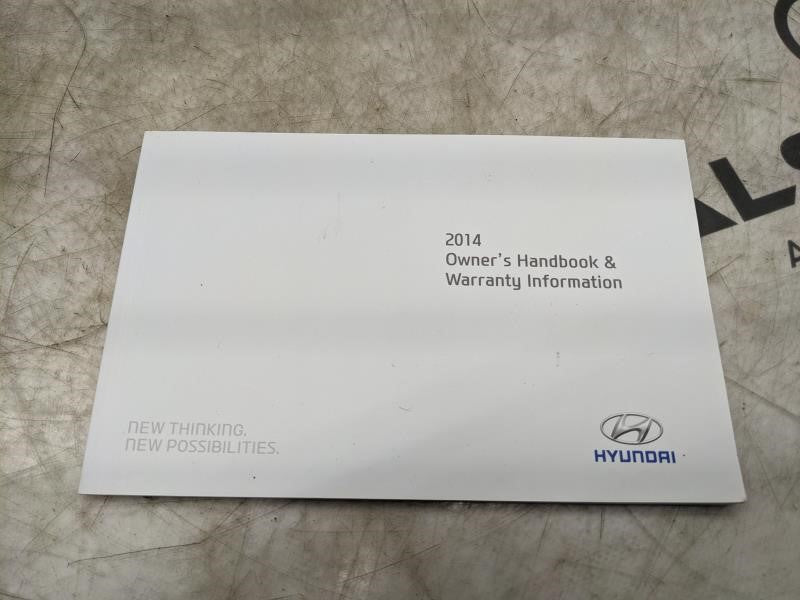 2014
Owner's Handbook &
Warranty Information
NEW THINKING.
NEW POSSIBILITIES.
HYUNDAI